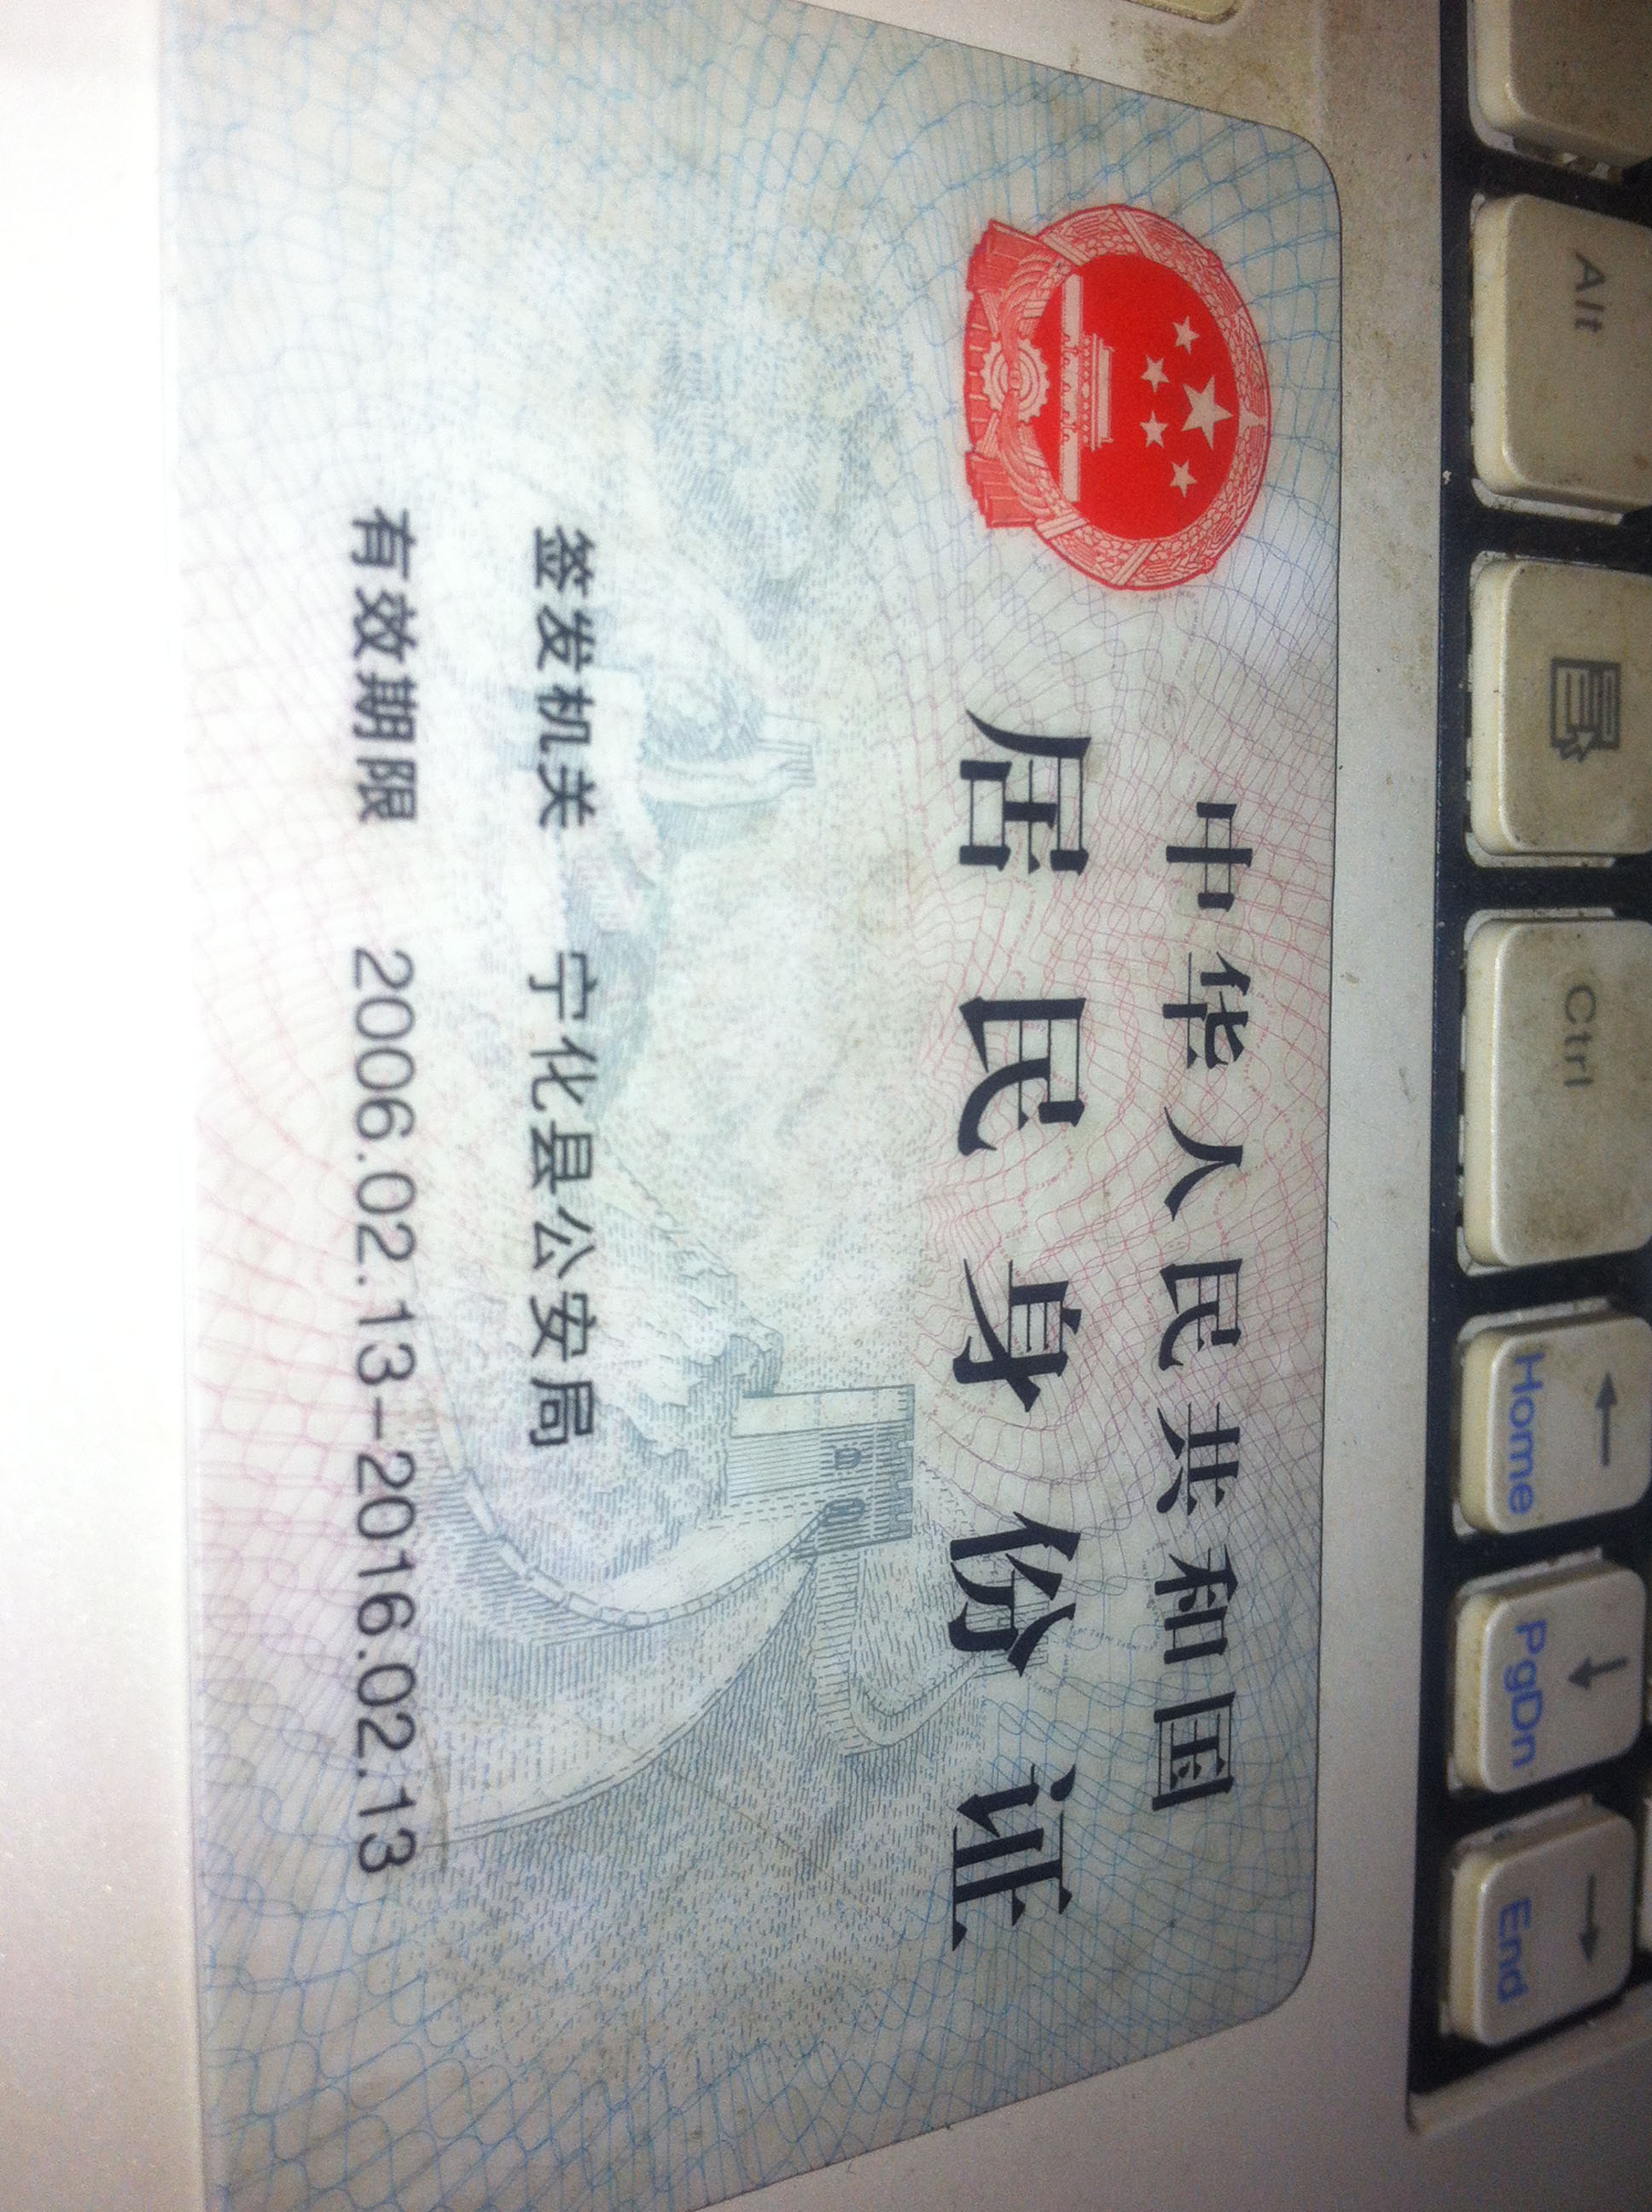 中华人民共和国
居民身份证
签发机关 宁化县公安局
有效期限 2006.02.13-2016.02.13
Alt
Ctrl
Home
PgDn
End